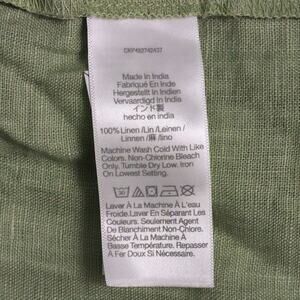 Made In India
Fabriqué En Inde
Hergestellt In Indien
Vervaardigd In India
インド製
hecho en india
100% Linen/Lin/Leinen/
Linnen /麻/lino
Machine Wash Cold With Like
Colors. Non-Chlorine Bleach
Only. Tumble Dry Low. Iron
On Lowest Setting.
Laver À La Machine À L'eau
Froide.Laver En Séparant Les
Couleurs. Seulement Agent
De Blanchiment Non-Chlorz.
Sécher À La Machine À
Basse Température. Repasser
À Fer Doux Si Nécessaire.